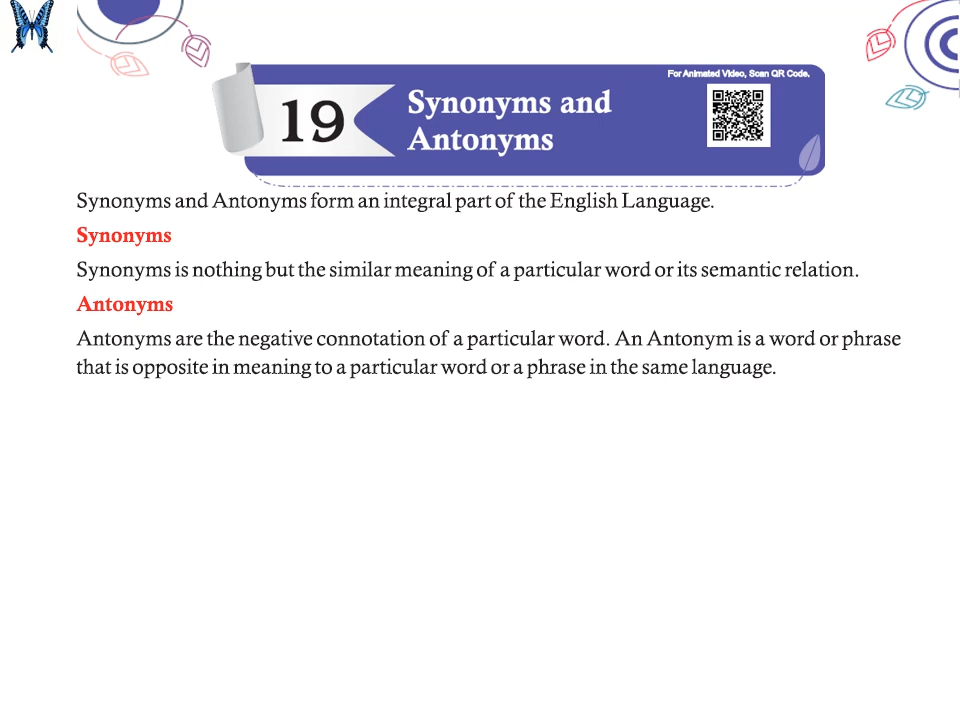 For Animated Video, Scan QR Code.
19
Synonyms and
Antonyms
Synonyms and Antonyms form an integral part of the English Language.
Synonyms
Synonyms is nothing but the similar meaning of a particular word or its semantic relation.
Antonyms
Antonyms are the negative connotation of a particular word. An Antonym is a word or phrase
that is opposite in meaning to a particular word or a phrase in the same language.